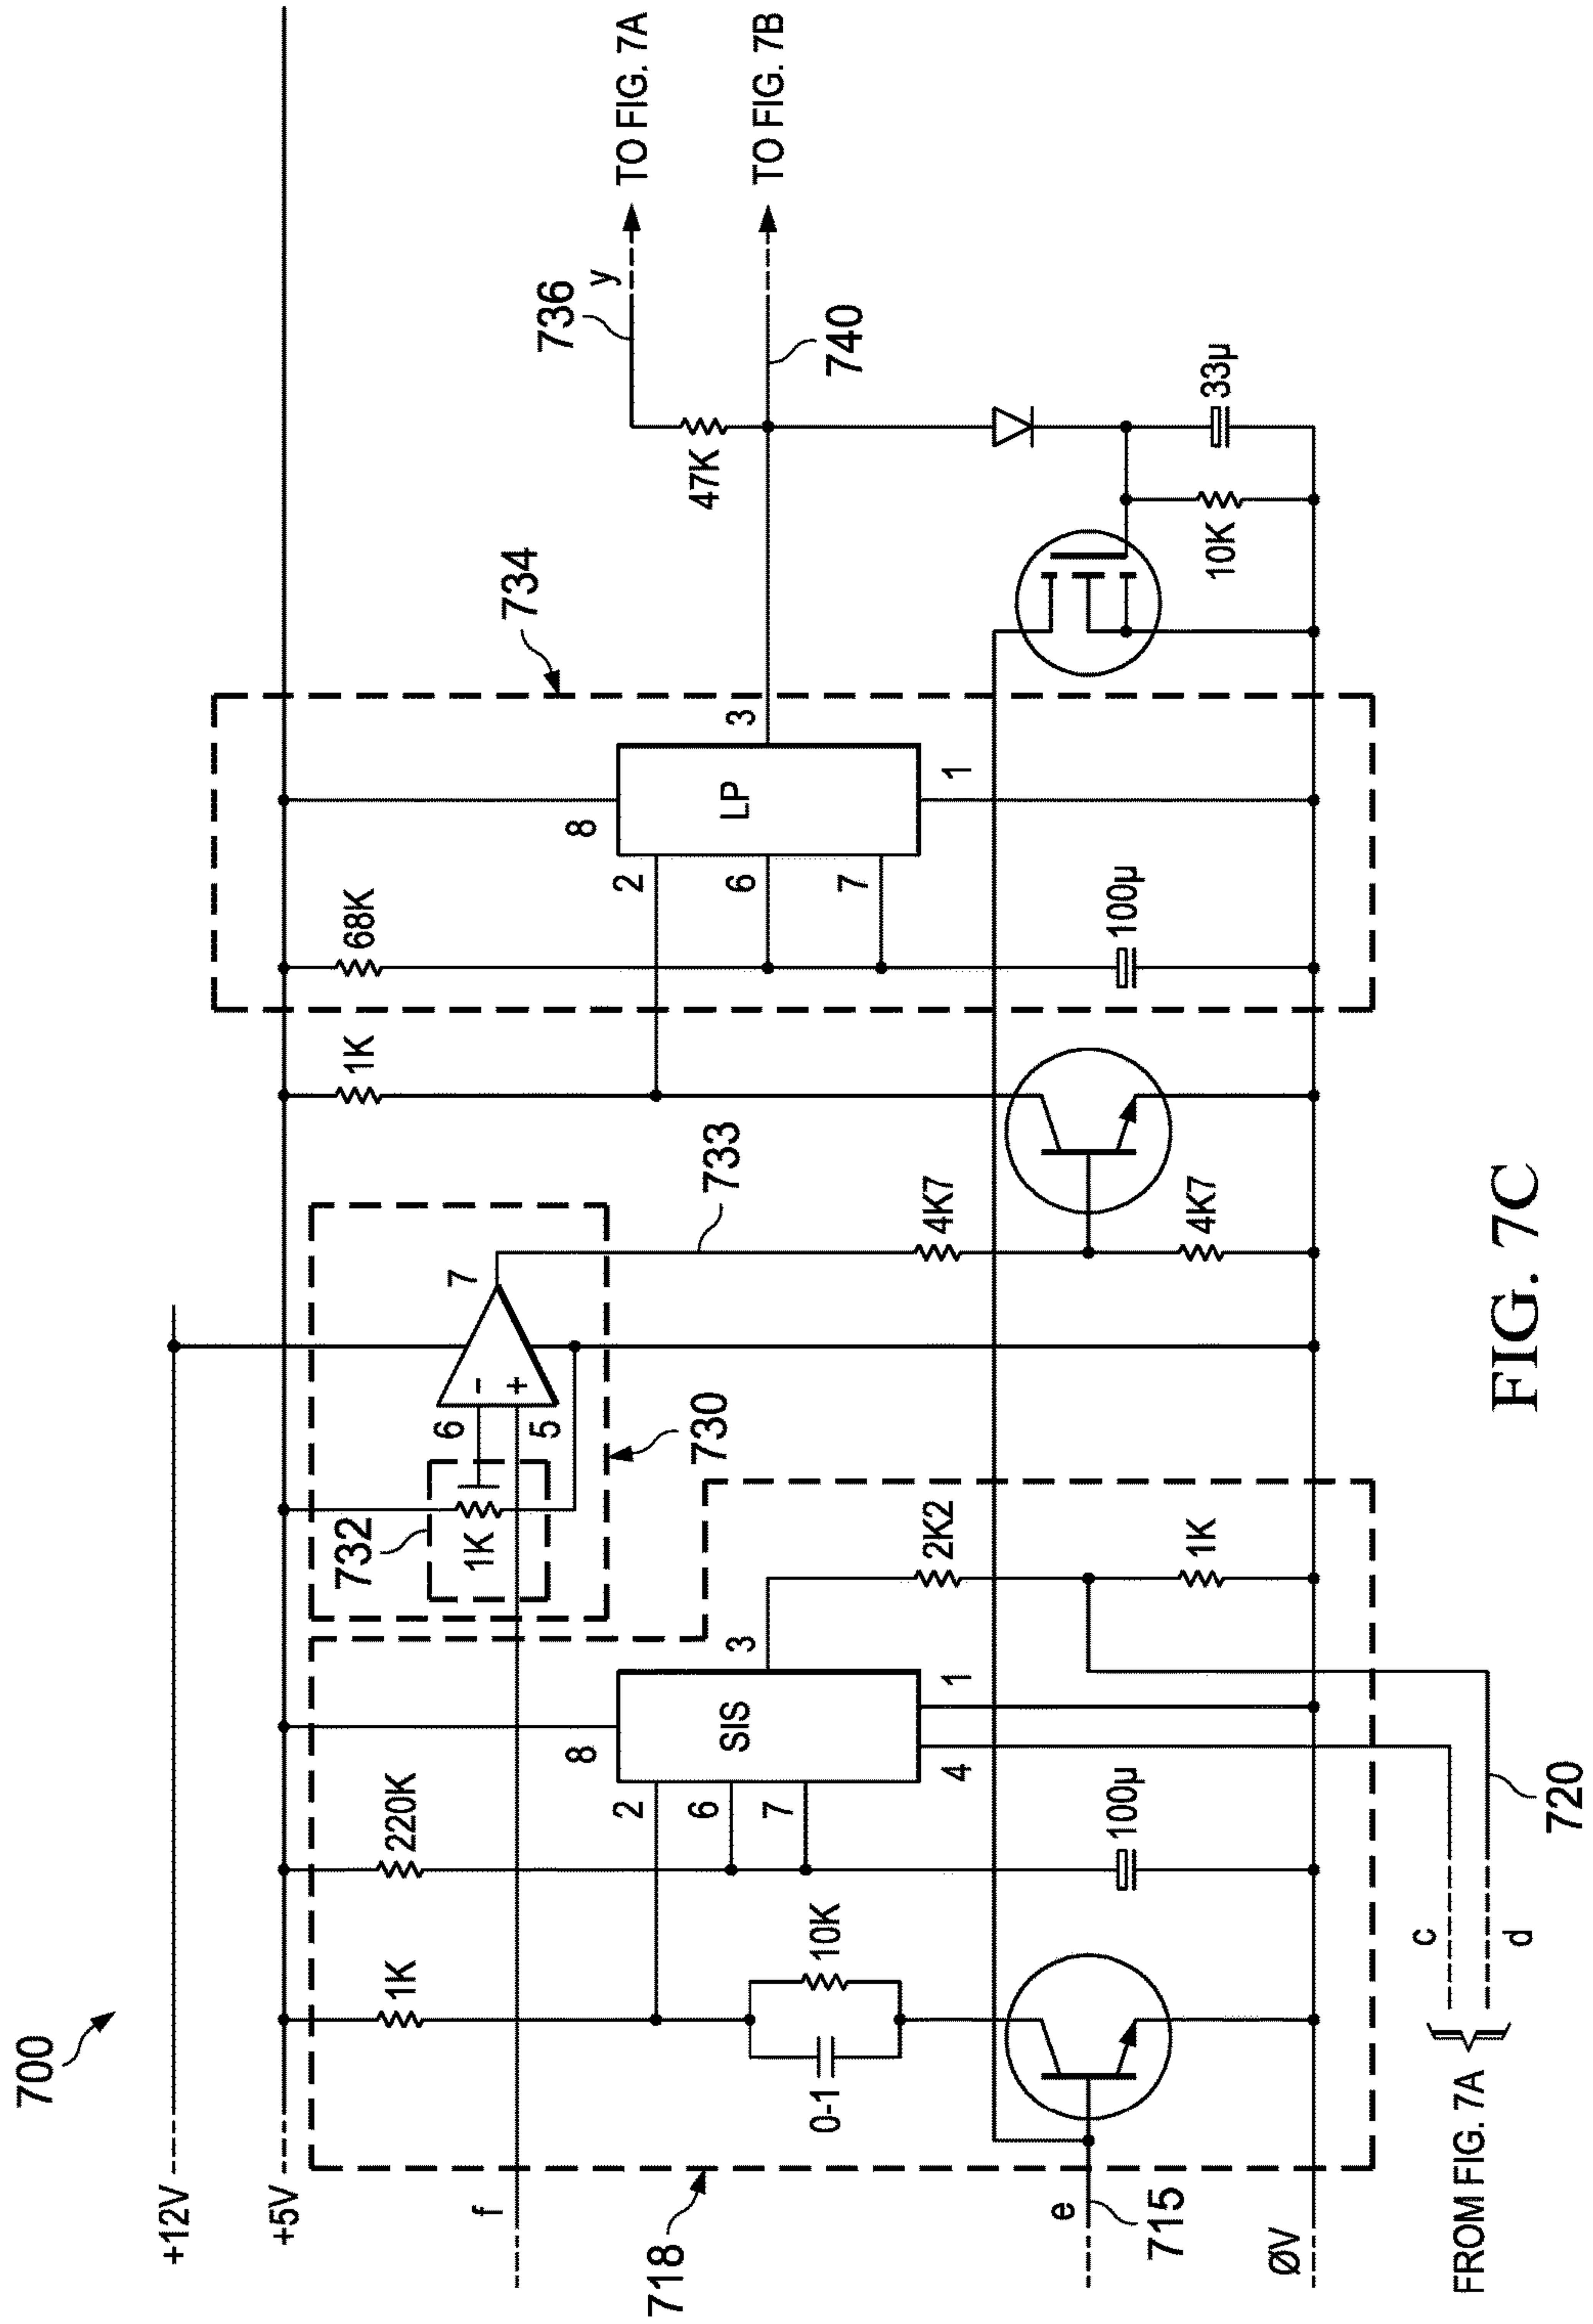 700
+12V
+5V
f
718
e
715
ØV
FROM FIG. 7A
c
d
720
1K
220K
10K
0-1
100µ
SIS
8
2
6
7
3
1
4
2K2
1K
732
1K
730
6
5
-
+
7
733
4K7
4K7
1K
68K
100µ
734
LP
8
2
6
7
3
1
47K
10K
33µ
736
y
740
TO FIG. 7A
TO FIG. 7B
FIG. 7C